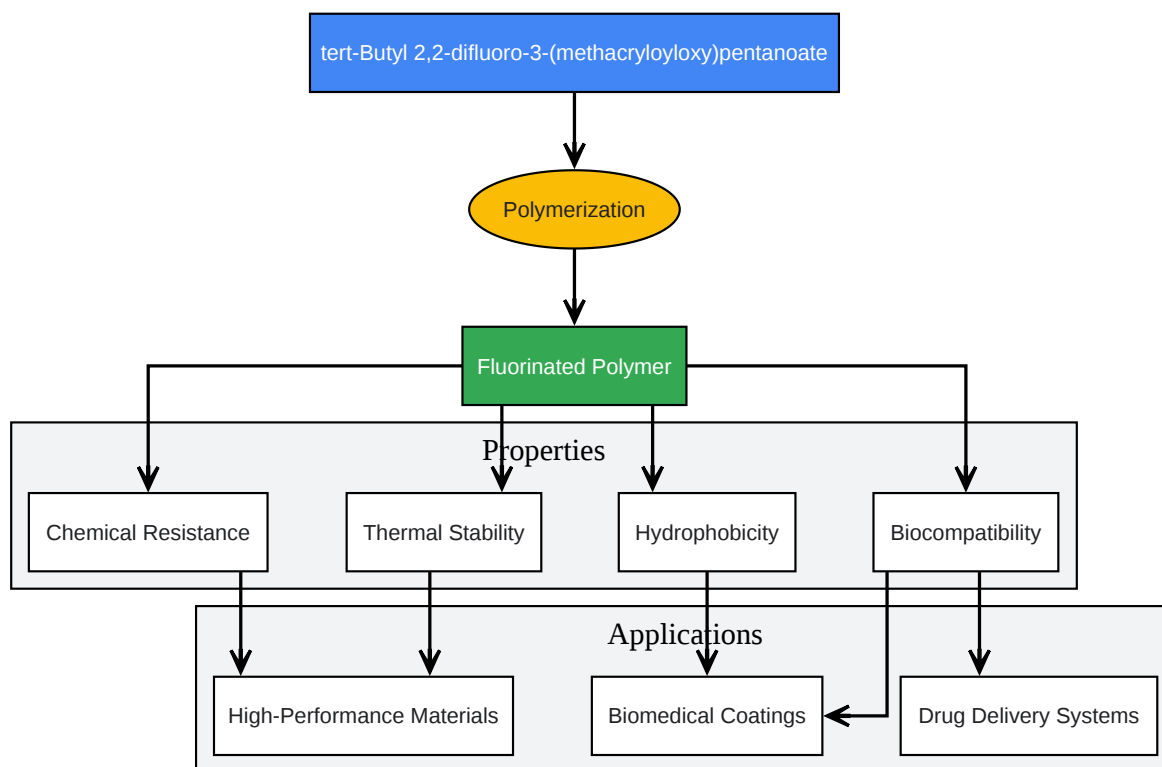 tert-Butyl 2,2-difluoro-3-(methacryloyloxy)pentanoate
Polymerization
Fluorinated Polymer
Properties
Chemical Resistance
Thermal Stability
Hydrophobicity
Biocompatibility
Applications
High-Performance Materials
Biomedical Coatings
Drug Delivery Systems